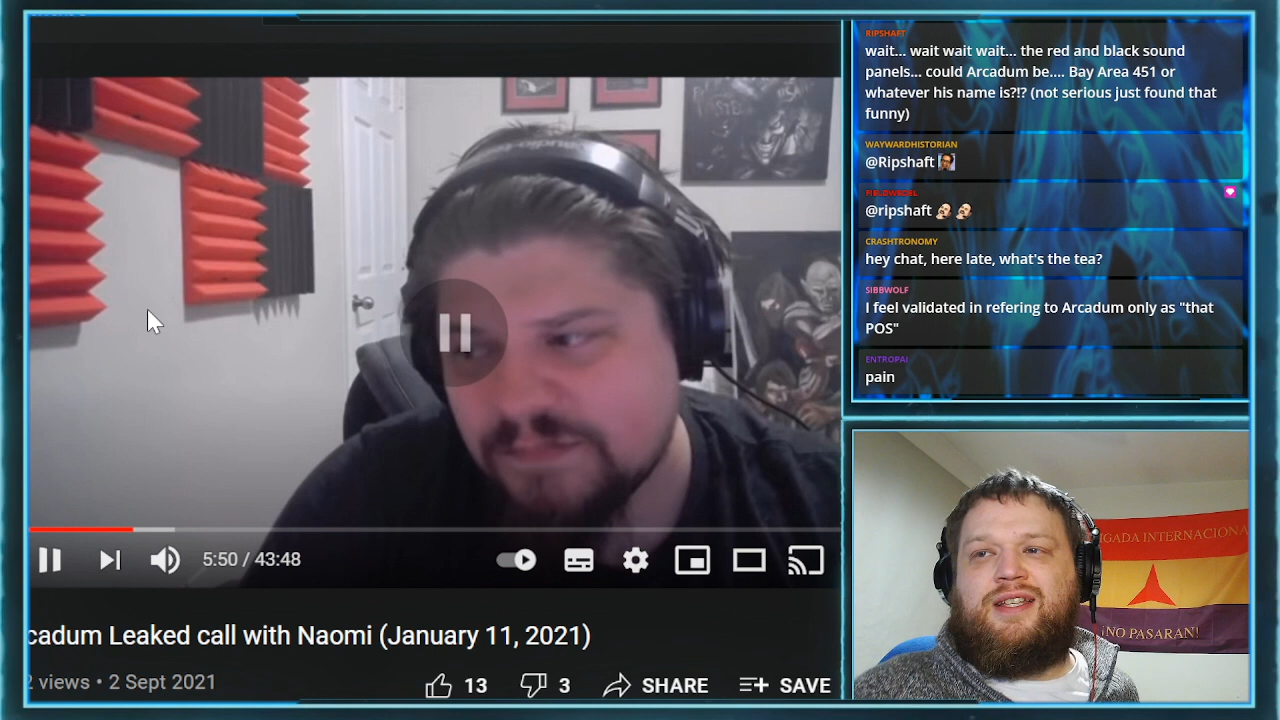 RIPSHAFT
wait... wait wait wait... the red and black sound
panels... could Arcadum be.... Bay Area 451 or
whatever his name is?!? (not serious just found that
funny)
WAYWARDHISTORIAN
@Ripshaft
@ripshaft
CRASHTRONOMY
hey chat, here late, what's the tea?
SIBBWOLF
I feel validated in refering to Arcadum only as "that
POS"
ENTROPAI
pain
5:50 / 43:48
cadum Leaked call with Naomi (January 11, 2021)
2 views • 2 Sept 2021
13
3
SHARE
SAVE
GADA INTERNACIONA
¡NO PASARAN!